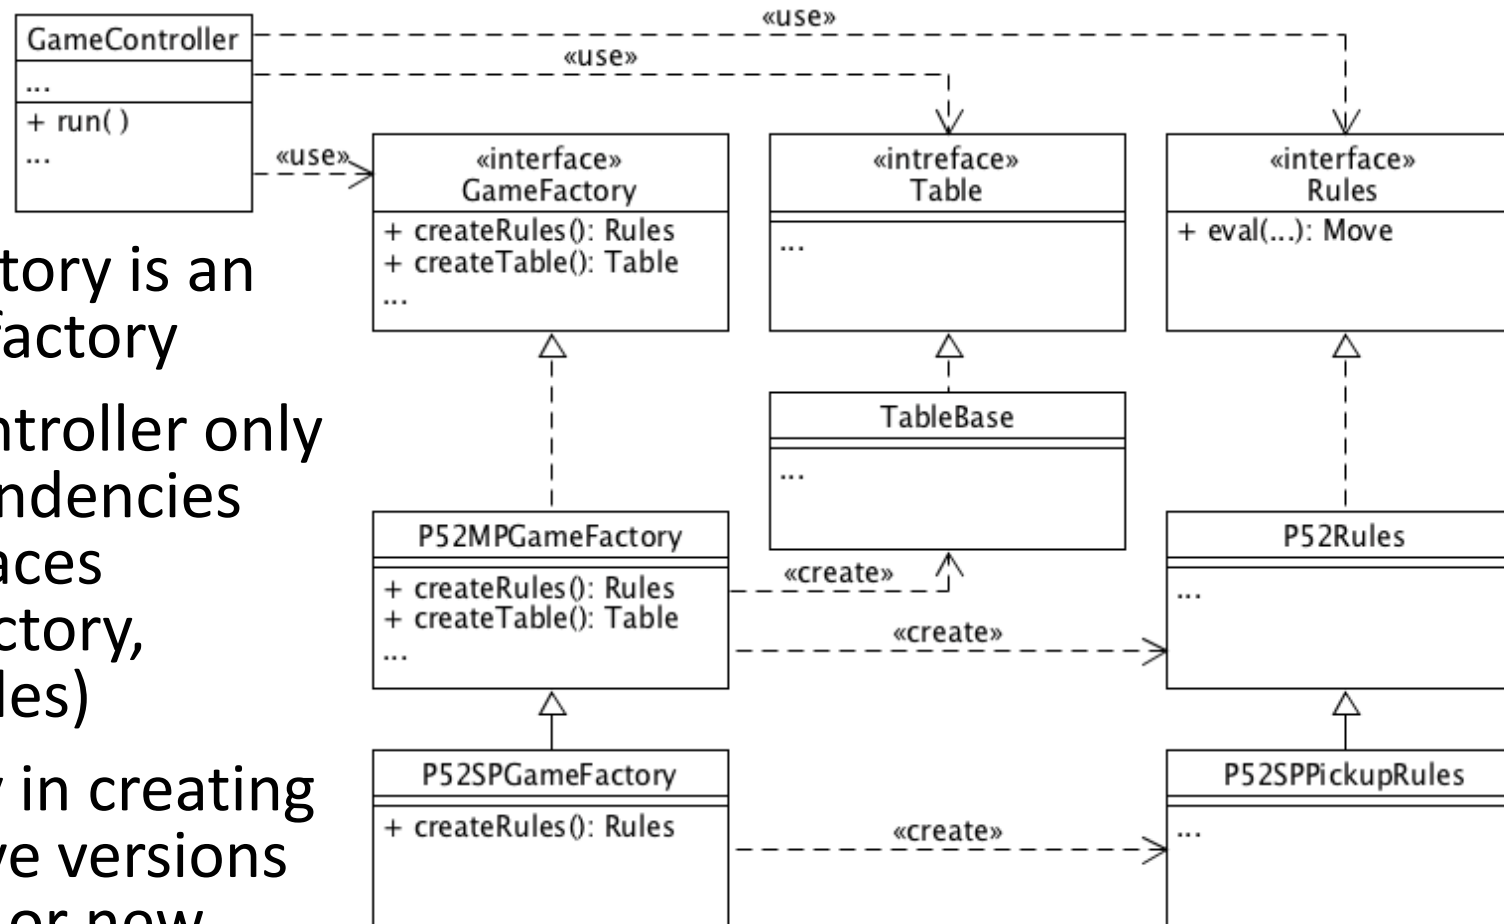 «use»
GameController
«use»
...
+ run( )
...
«use»
«interface»
GameFactory
+ createRules(): Rules
+ createTable(): Table
...
«intreface»
Table
...
«interface»
Rules
+ eval(...): Move
tory is an
factory
ntroller only
ndencies
aces
ctory,
les)
y in creating
ve versions
or new
TableBase
...
P52MPGameFactory
+ createRules(): Rules
+ createTable(): Table
...
«create»
«create»
P52Rules
...
P52SPGameFactory
+ createRules(): Rules
«create»
P52SPPickupRules
...